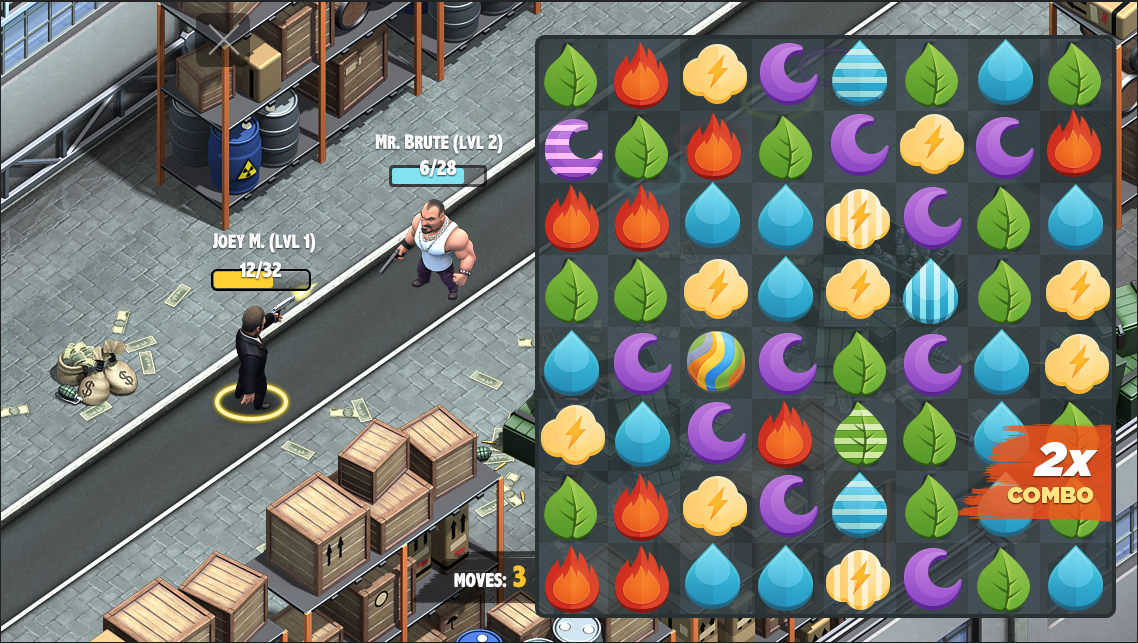 MR. BRUTE (LVL 2)
6/28
JOEY M. (LVL 1)
12/32
2X
COMBO
MOVES: 3